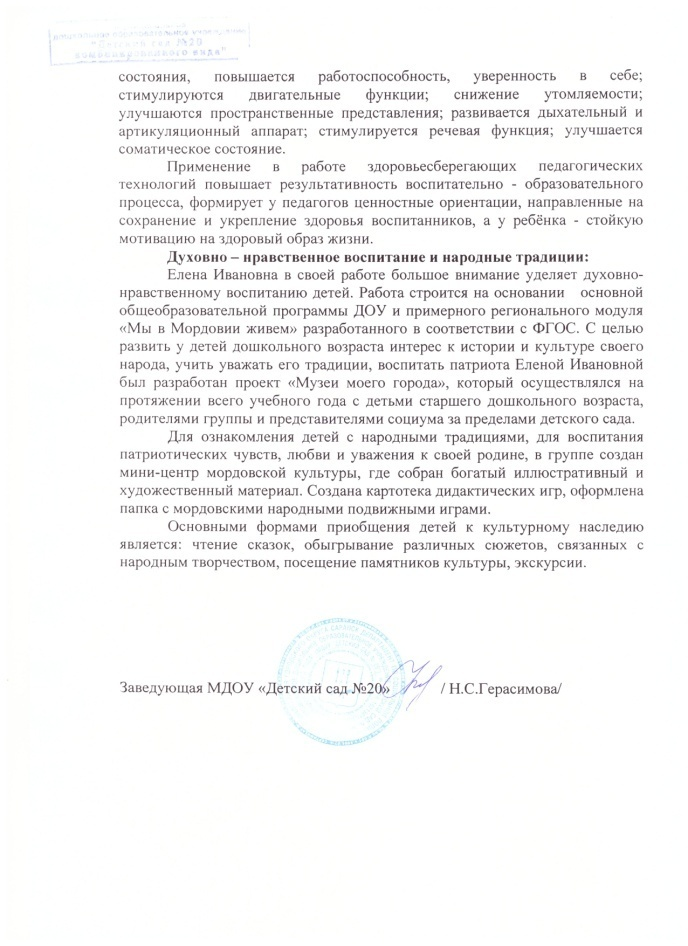 дошкольное образовательное учреждение
"Детский сад №20
комбинированного вида"
состояния, повышается работоспособность, уверенность в себе;
стимулируются двигательные функции; снижение утомляемости;
улучшаются пространственные представления; развивается дыхательный и
артикуляционный аппарат; стимулируется речевая функция; улучшается
соматическое состояние.
Применение в работе здоровьесберегающих педагогических
технологий повышает результативность воспитательно - образовательного
процесса, формирует у педагогов ценностные ориентации, направленные на
сохранение и укрепление здоровья воспитанников, а у ребёнка - стойкую
мотивацию на здоровый образ жизни.
Духовно – нравственное воспитание и народные традиции:
Елена Ивановна в своей работе большое внимание уделяет духовно-
нравственному воспитанию детей. Работа строится на основании основной
общеобразовательной программы ДОУ и примерного регионального модуля
«Мы в Мордовии живем» разработанного в соответствии с ФГОС. С целью
развить у детей дошкольного возраста интерес к истории и культуре своего
народа, учить уважать его традиции, воспитать патриота Еленой Ивановной
был разработан проект «Музеи моего города», который осуществлялся на
протяжении всего учебного года с детьми старшего дошкольного возраста,
родителями группы и представителями социума за пределами детского сада.
Для ознакомления детей с народными традициями, для воспитания
патриотических чувств, любви и уважения к своей родине, в группе создан
мини-центр мордовской культуры, где собран богатый иллюстративный и
художественный материал. Создана картотека дидактических игр, оформлена
папка с мордовскими народными подвижными играми.
Основными формами приобщения детей к культурному наследию
является: чтение сказок, обыгрывание различных сюжетов, связанных с
народным творчеством, посещение памятников культуры, экскурсии.
Заведующая МДОУ «Детский сад №20» / Н.С.Герасимова/